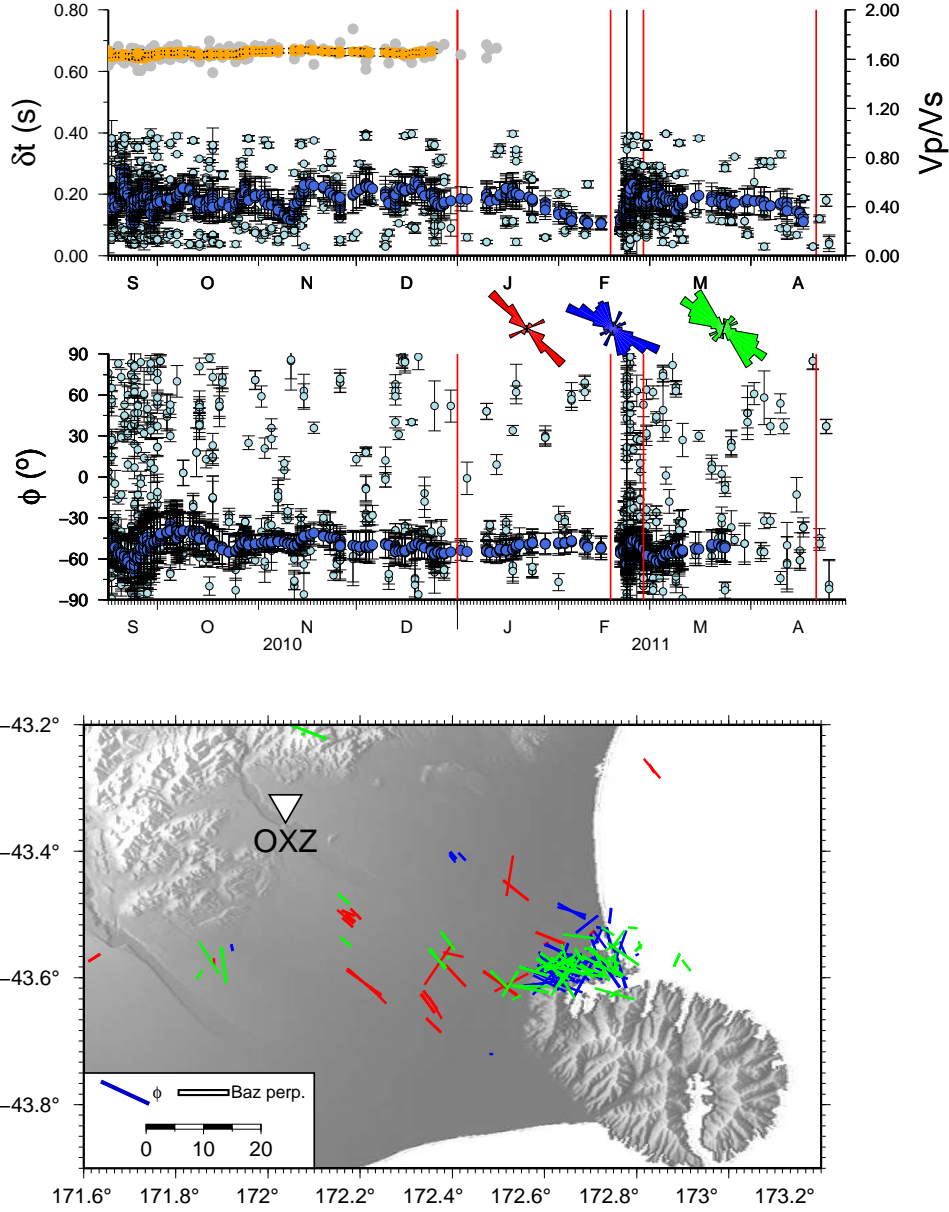 0.80 2.00
0.60 1.60
1.20
0.40 0.80
0.20 0.40
0.00 0.00
δt (s)
Vp/Vs
S O N D J F M A
90
60
30
0
−30
−60
−90
ϕ (º)
S O N D J F M A
2010 2011
−43.2°
−43.4°
−43.6°
−43.8°
OXZ
ϕ Baz perp.
0 10 20
171.6° 171.8° 172° 172.2° 172.4° 172.6° 172.8° 173° 173.2°